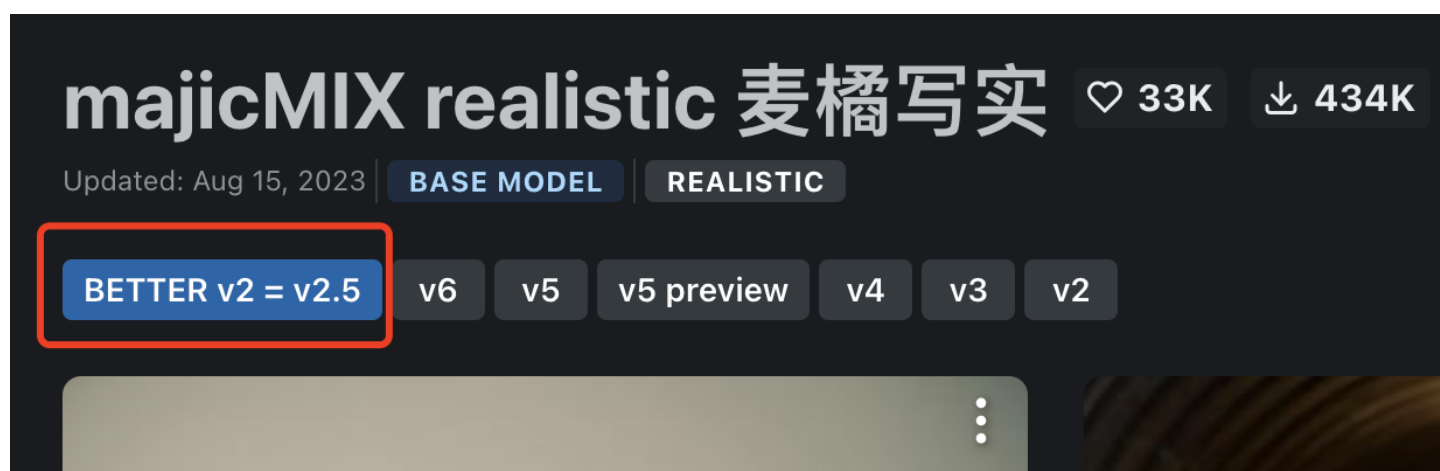 majicMIX realistic 麦橘写实 33K 434K
Updated: Aug 15, 2023 BASE MODEL REALISTIC
BETTER v2 = v2.5 v6 v5 v5 preview v4 v3 v2